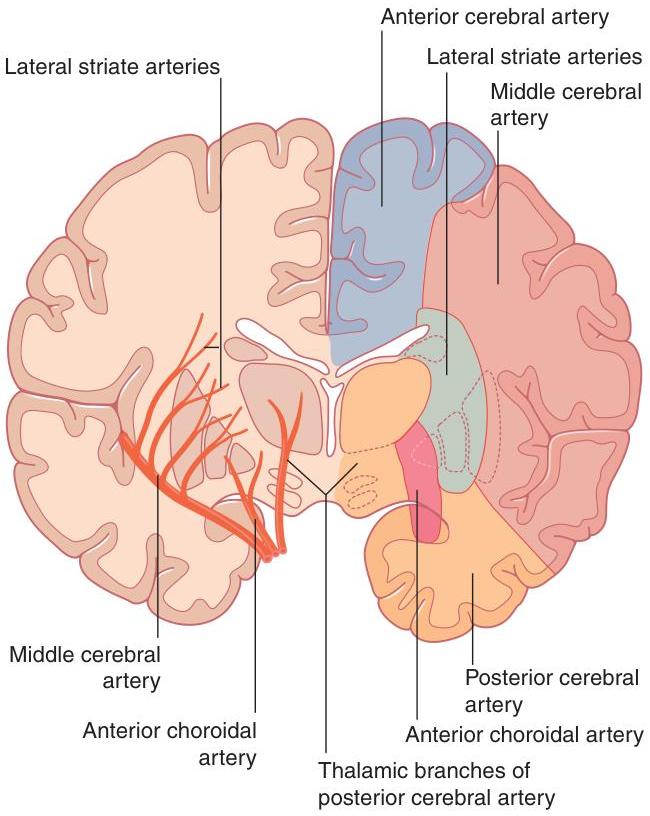 Anterior cerebral artery
Lateral striate arteries
Lateral striate arteries
Middle cerebral
artery
Middle cerebral
artery
Posterior cerebral
artery
Anterior choroidal
artery
Anterior choroidal artery
Thalamic branches of
posterior cerebral artery